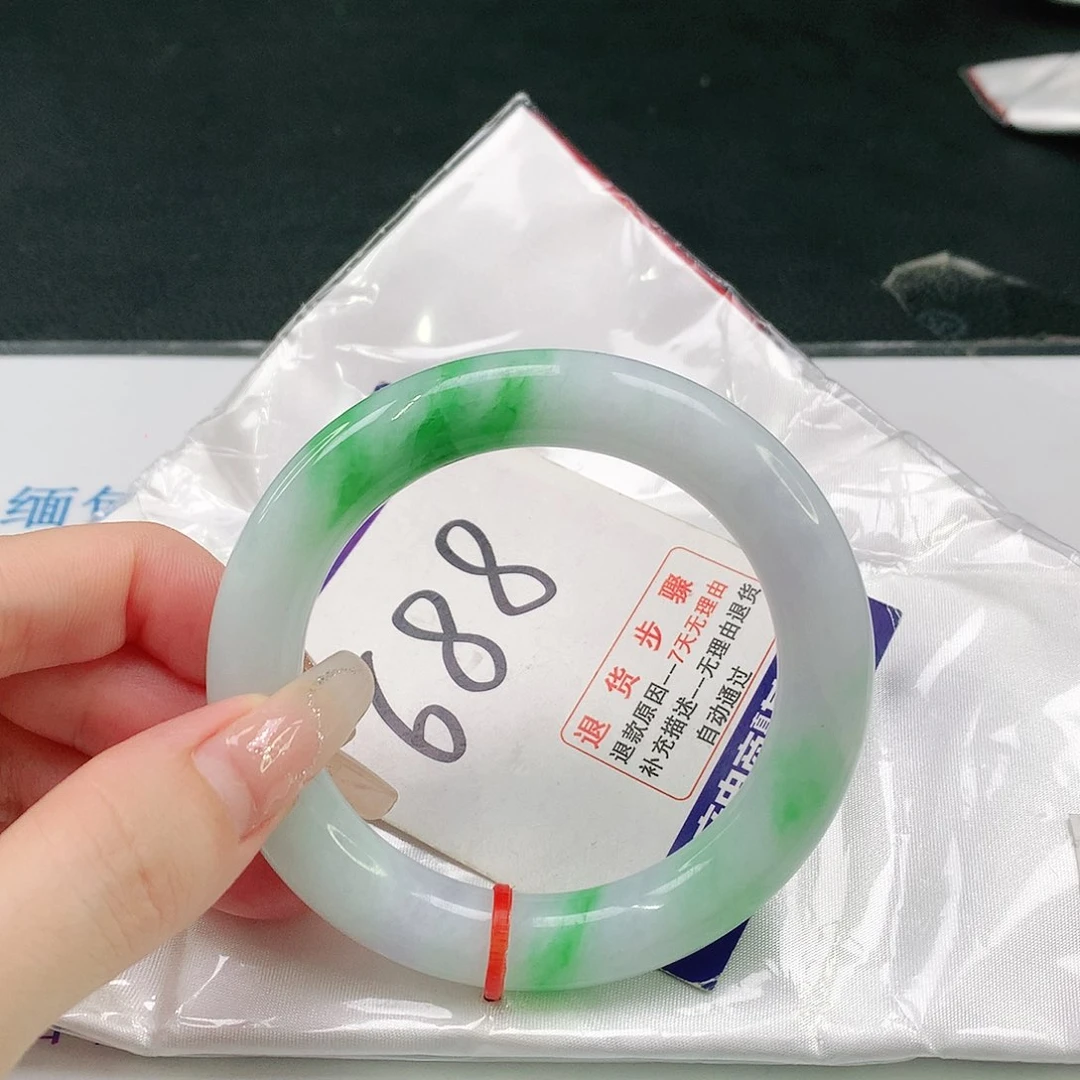 缅
688
退货步骤
退款原因--7天无理由
补充描述--无理由退货
自动通过